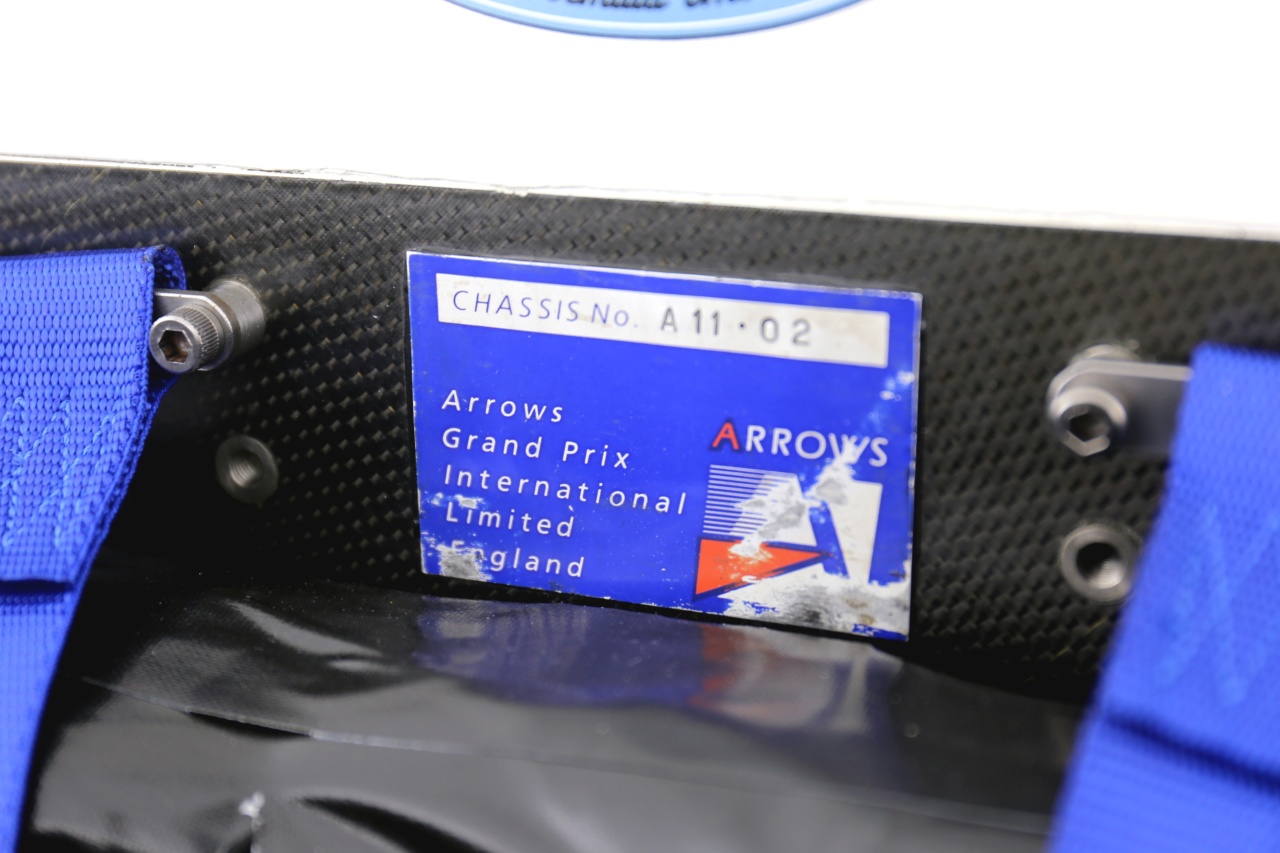 CHASSIS No. A11·02
Arrows
Grand Prix
International
Limited
England
ARROWS